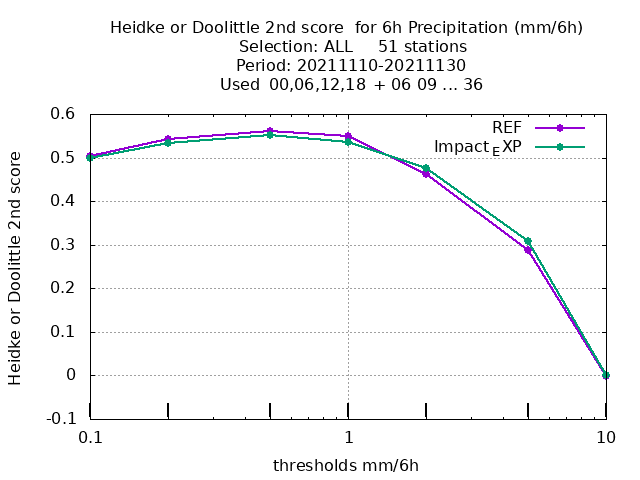 Heidke or Doolittle 2nd score  for 6h Precipitation (mm/6h)
Selection: ALL     51 stations
Period: 20211110-20211130
Used  00,06,12,18  + 06 09 ... 36
REF
Impact_EXP
0.6
0.5
0.4
0.3
0.2
0.1
0
-0.1
Heidke or Doolittle 2nd score
0.1
1
10
thresholds mm/6h